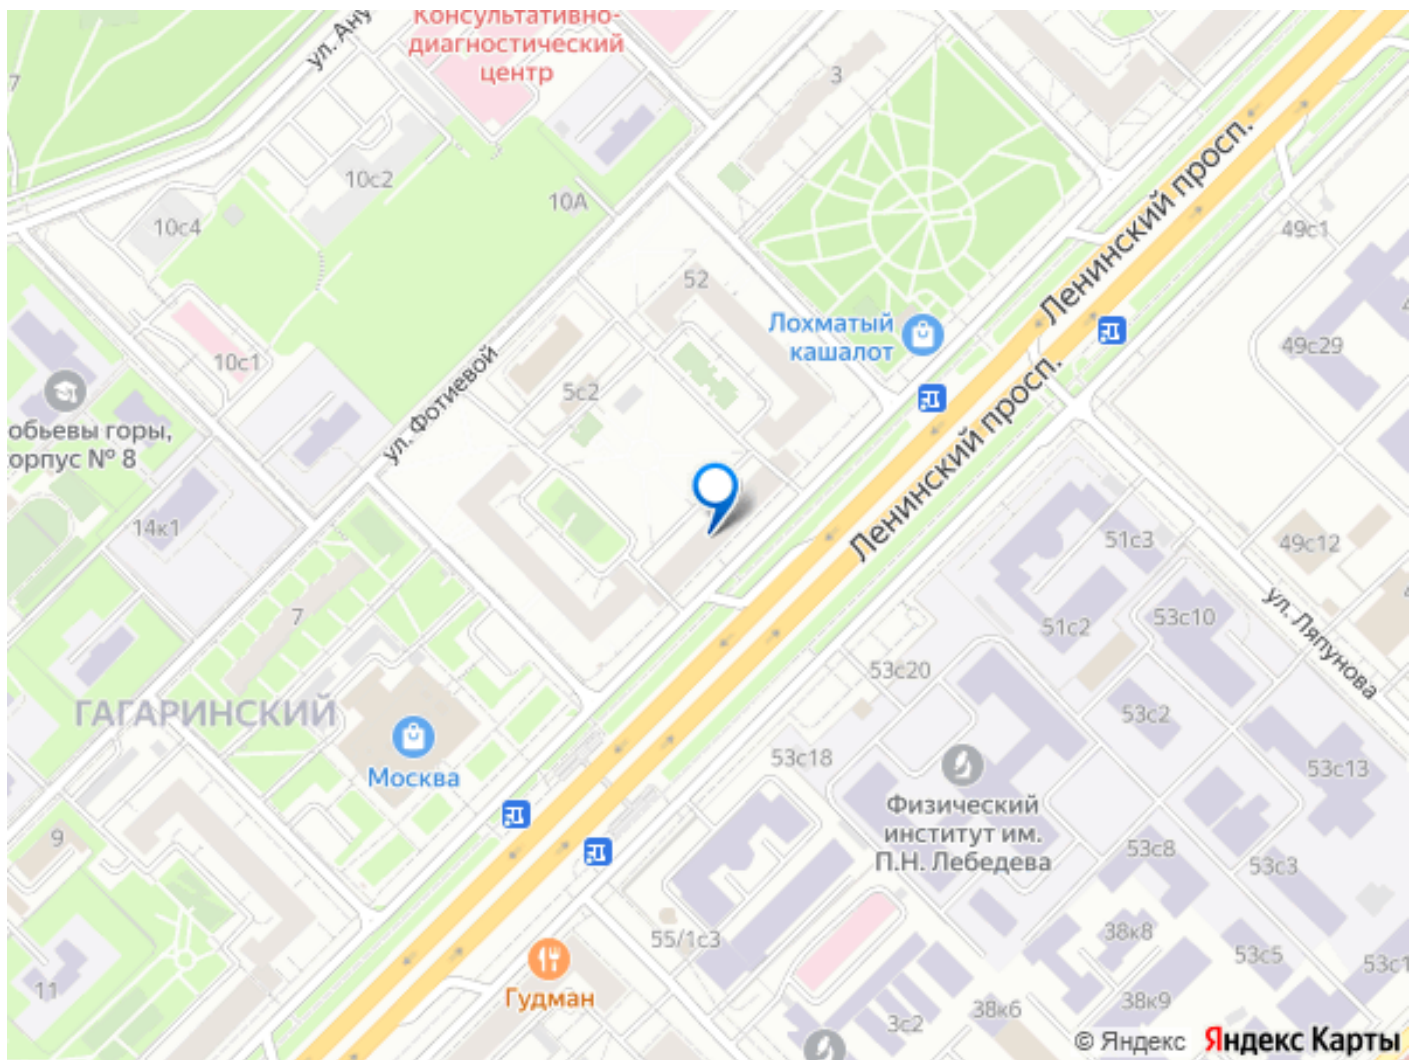 Консультативно-
диагностический
центр
ул. Ану
7
3
10с2
10А
10с4
Ленинский просп.
49с1
52
Лохматый
кашалот
49с29
10с1
5с2
ул. Фотиевой
Ленинский просп.
обьевы горы,
орпус № 8
14к1
51с3
49с12
ул. Ляпунова
7
51с2
53с10
53с20
ГАГАРИНСКИЙ
53с2
Москва
53с18
53с13
Физический
институт им.
П.Н. Лебедева
9
53с8
53с3
55/1с3
38к8
53с5
53с1
11
Гудман
3с2
38к6
38к9
© Яндекс Яндекс Карты